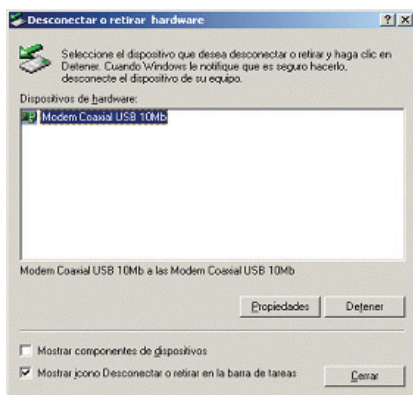 Desconectar o retirar hardware
Seleccione el dispositivo que desea desconectar o retirar y haga clic en
Detener. Cuando Windows le notifique que es seguro hacerlo,
desconecte el dispositivo de su equipo.
Dispositivos de hardware:
Modem Coaxial USB 10Mb
Modem Coaxial USB 10Mb a las Modem Coaxial USB 10Mb
Propiedades
Detener
Mostrar componentes de dispositivos
Mostrar icono Desconectar o retirar en la barra de tareas
Cerrar